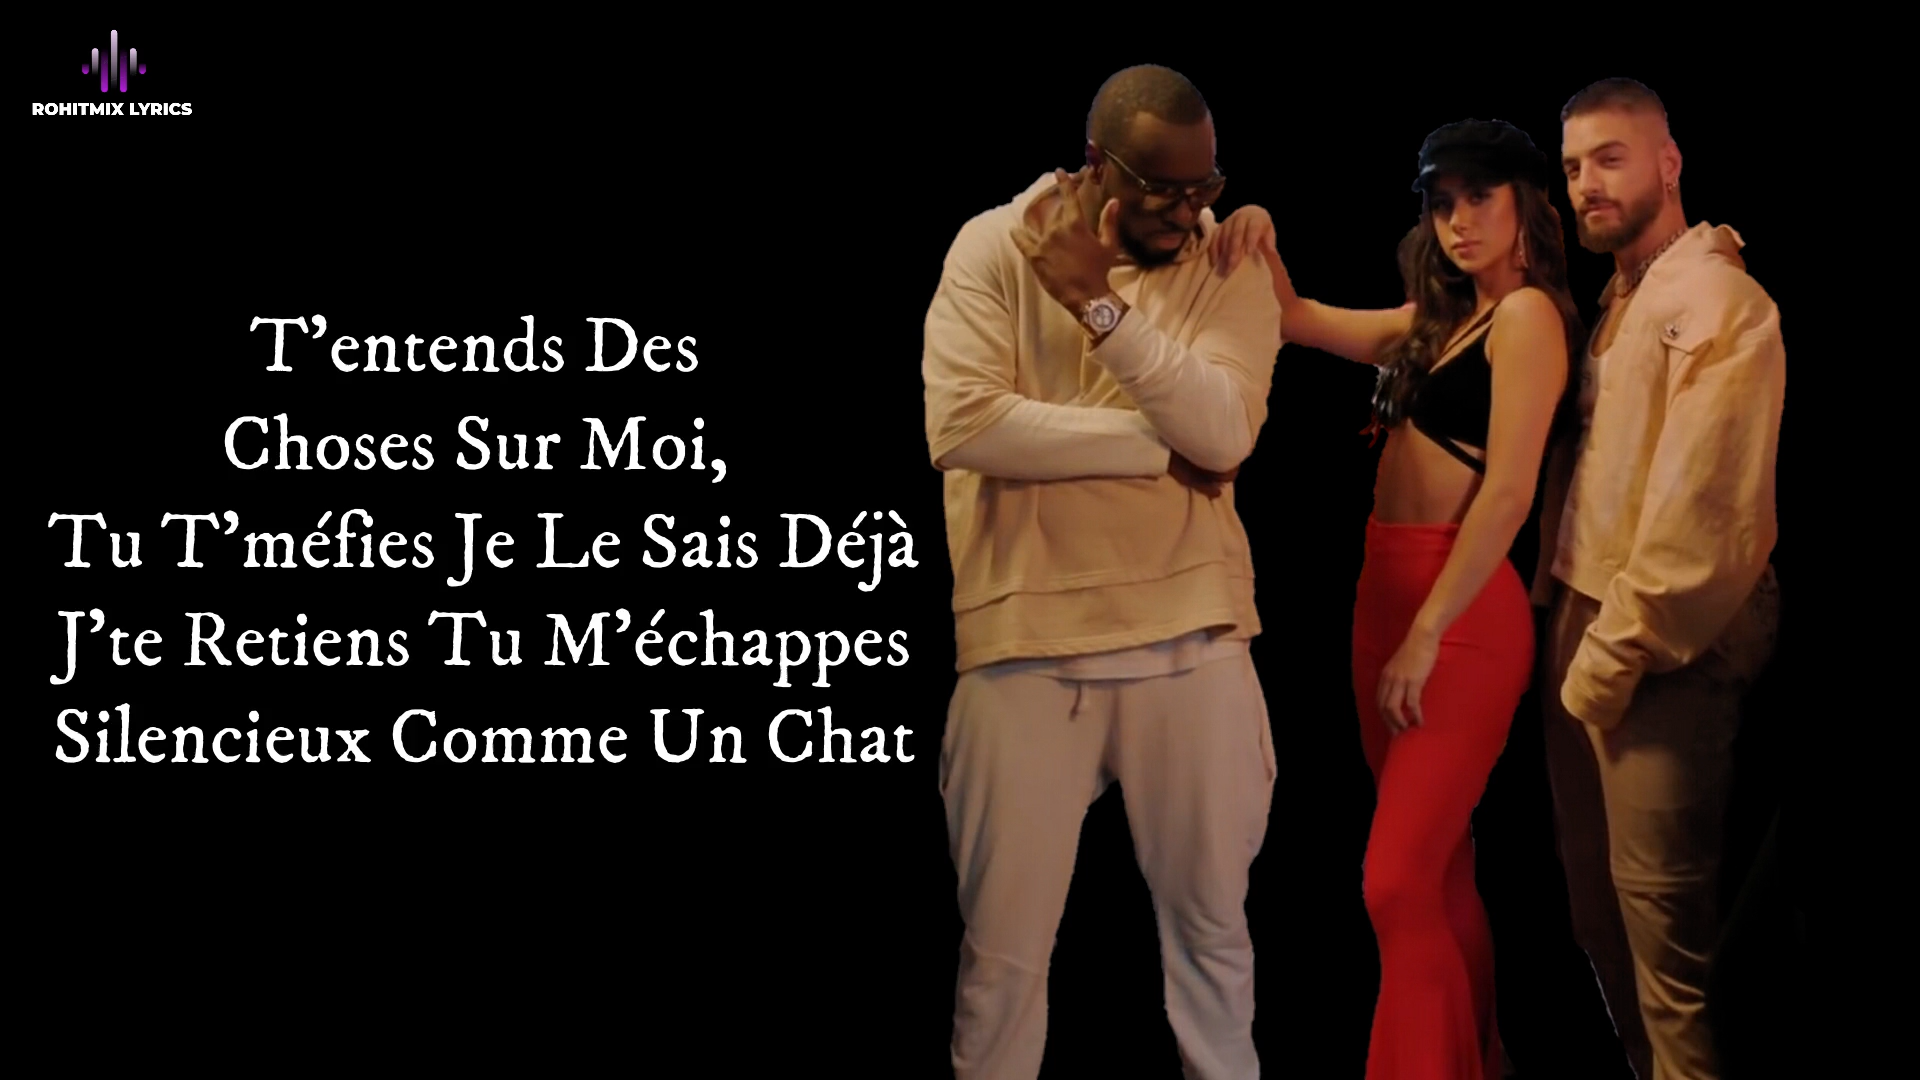 ROHITMIX LYRICS
T’entends Des
Choses Sur Moi,
Tu T’méfies Je Le Sais Déjà
J’te Retiens Tu M’échappes
Silencieux Comme Un Chat